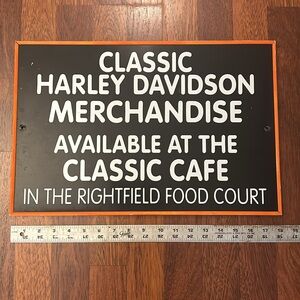 CLASSIC
HARLEY DAVIDSON
MERCHANDISE
AVAILABLE AT THE
CLASSIC CAFE
IN THE RIGHTFIELD FOOD COURT